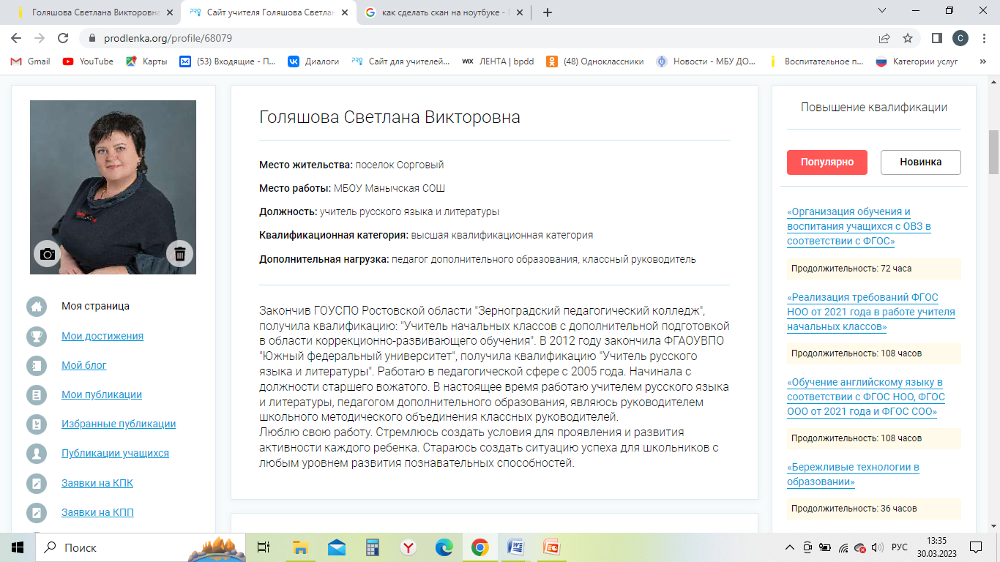 Голяшова Светлана Викторовна
Сайт учителя Голяшова Светлан
как сделать скан на ноутбуке -
prodlenka.org/profile/68079
С
Gmail
YouTube
Карты
(53) Входящие - П...
Диалоги
Сайт для учителей...
WIX ЛЕНТА | bpdd
(48) Одноклассники
Новости - МБУ ДО...
Воспитательное п...
Категории услуг
»
Моя страница
Мои достижения
Мой блог
Мои публикации
Избранные публикации
Публикации учащихся
Заявки на КПК
Заявки на КПП
Голяшова Светлана Викторовна
Место жительства: поселок Сорговый
Место работы: МБОУ Манычская СОШ
Должность: учитель русского языка и литературы
Квалификационная категория: высшая квалификационная категория
Дополнительная нагрузка: педагог дополнительного образования, классный руководитель
Закончив ГОУСПО Ростовской области "Зерноградский педагогический колледж",
получила квалификацию: "Учитель начальных классов с дополнительной подготовкой
в области коррекционно-развивающего обучения". В 2012 году закончила ФГАОУВПО
"Южный федеральный университет", получила квалификацию "Учитель русского
языка и литературы". Работаю в педагогической сфере с 2005 года. Начинала с
должности старшего вожатого. В настоящее время работаю учителем русского языка
и литературы, педагогом дополнительного образования, являюсь руководителем
школьного методического объединения классных руководителей.
Люблю свою работу. Стремлюсь создать условия для проявления и развития
активности каждого ребенка. Стараюсь создать ситуацию успеха для школьников с
любым уровнем развития познавательных способностей.
Повышение квалификации
Популярно
Новинка
«Организация обучения и
воспитания учащихся с ОВЗ в
соответствии с ФГОС»
Продолжительность: 72 часа
«Реализация требований ФГОС
НОО от 2021 года в работе учителя
начальных классов»
Продолжительность: 108 часов
«Обучение английскому языку в
соответствии с ФГОС НОО, ФГОС
ООО от 2021 года и ФГОС СОО»
Продолжительность: 108 часов
«Бережливые технологии в
образовании»
Продолжительность: 36 часов
Поиск
РУС
13:35
30.03.2023